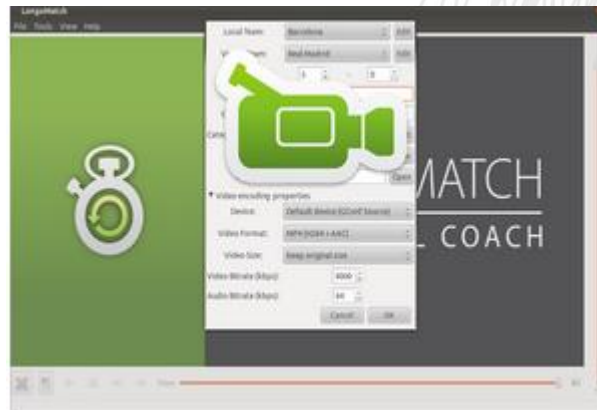 LongoMatch
File Tools View Help
Local Team: Barcelona Edit
Real Madrid Edit
Open
MATCH
COACH
Video encoding properties
Device: Default device (GConf Source)
Video Format: MP4 (H264+AAC)
Video Size: Keep original size
Video Bitrate (kbps): 4000
Audio Bitrate (kbps): 64
Cancel OK